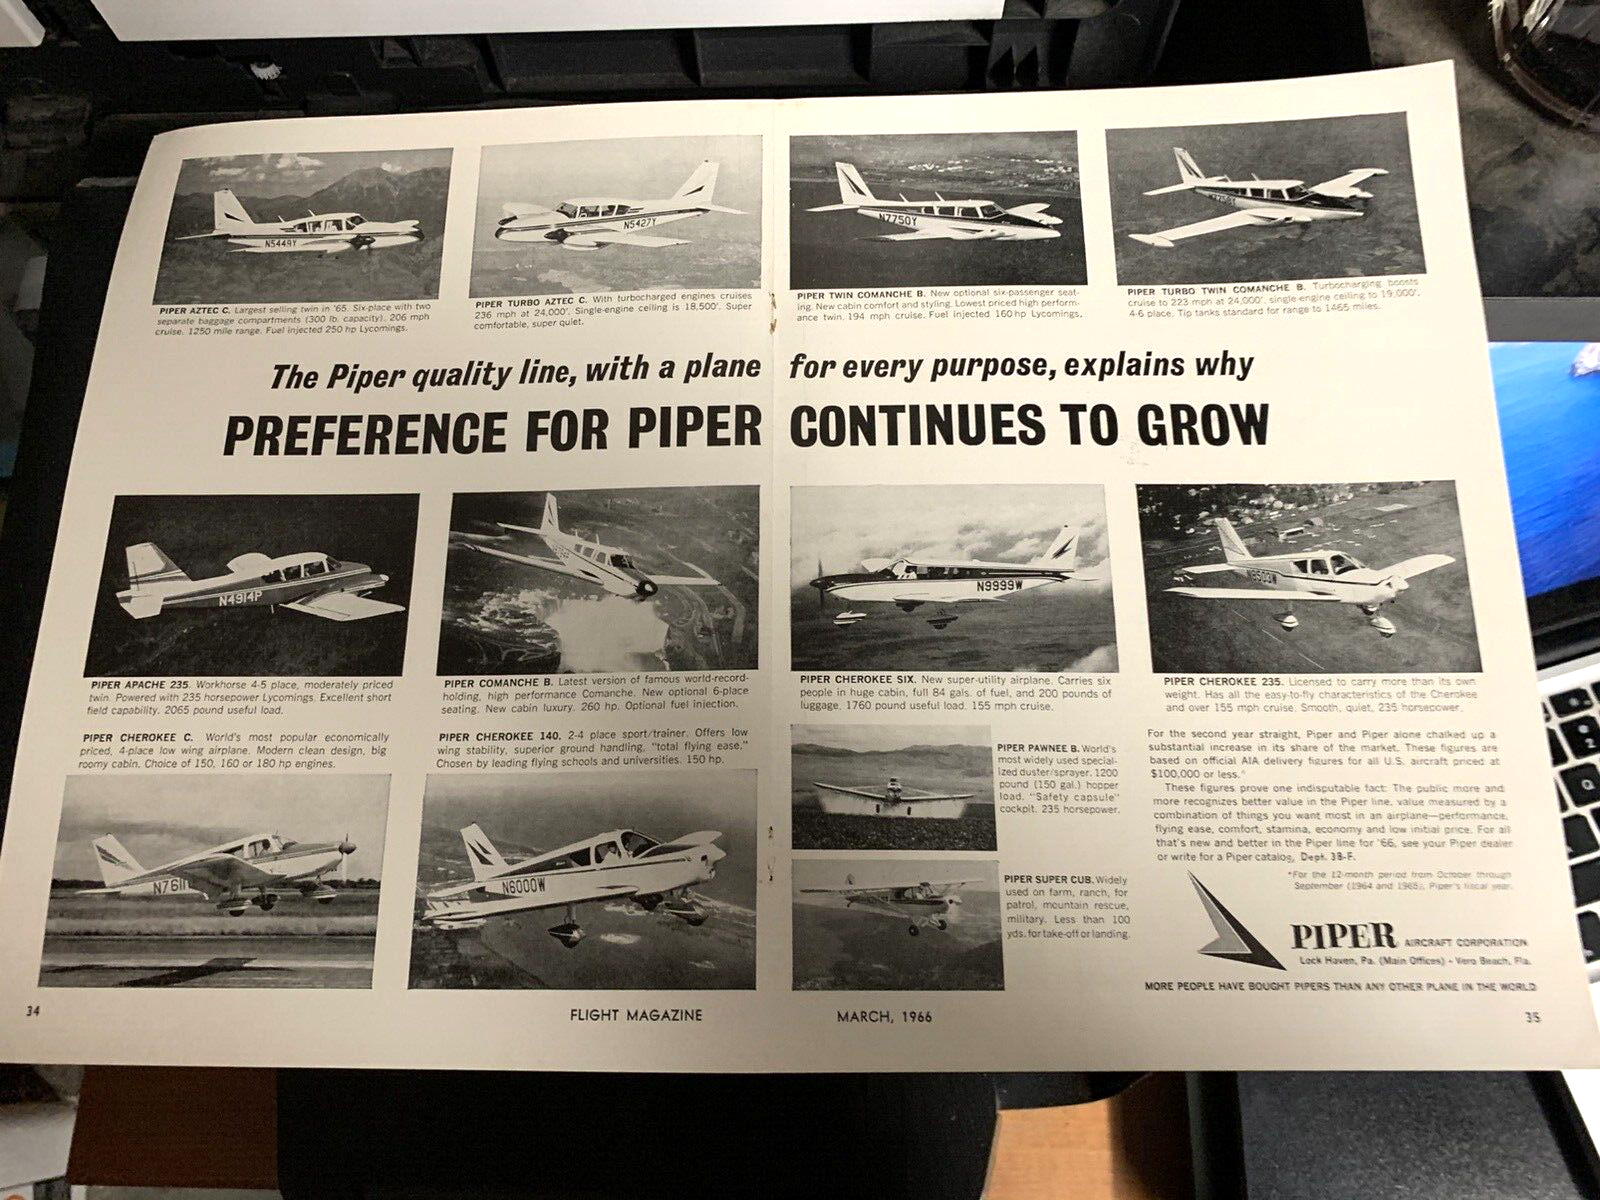 N5449Y
PIPER AZTEC C. Largest selling twin in '65. Six-place with two
separate baggage compartments (300 lb. capacity). 206 mph
cruise. 1250 mile range. Fuel injected 250 hp Lycomings.
N5427Y
PIPER TURBO AZTEC C. With turbocharged engines cruises
236 mph at 24,000'. Single-engine ceiling is 18,500'. Super
comfortable, super quiet.
N7750Y
PIPER TWIN COMANCHE B. New optional six-passenger seat-
ing. New cabin comfort and styling. Lowest priced high perform-
ance twin. 194 mph cruise. Fuel injected 160 hp Lycomings.
PIPER TURBO TWIN COMANCHE B. Turbocharging boosts
cruise to 223 mph at 24,000', single-engine ceiling to 19,000'.
4-6 place. Tip tanks standard for range to 1465 miles.
The Piper quality line, with a plane for every purpose, explains why
PREFERENCE FOR PIPER CONTINUES TO GROW
N4914P
PIPER APACHE 235. Workhorse 4-5 place, moderately priced
twin. Powered with 235 horsepower Lycomings. Excellent short
field capability. 2065 pound useful load.
PIPER COMANCHE B. Latest version of famous world-record-
holding, high performance Comanche. New optional 6-place
seating. New cabin luxury. 260 hp. Optional fuel injection.
N9999W
PIPER CHEROKEE SIX. New super-utility airplane. Carries six
people in huge cabin, full 84 gals. of fuel, and 200 pounds of
luggage. 1760 pound useful load. 155 mph cruise.
N8503W
PIPER CHEROKEE 235. Licensed to carry more than its own
weight. Has all the easy-to-fly characteristics of the Cherokee
and over 155 mph cruise. Smooth, quiet, 235 horsepower.
PIPER CHEROKEE C. World's most popular economically
priced, 4-place low wing airplane. Modern clean design, big
roomy cabin. Choice of 150, 160 or 180 hp engines.
PIPER CHEROKEE 140. 2-4 place sport/trainer. Offers low
wing stability, superior ground handling, "total flying ease."
Chosen by leading flying schools and universities. 150 hp.
N6000W
PIPER PAWNEE B. World's
most widely used special-
ized duster/sprayer. 1200
pound (150 gal.) hopper
load. "Safety capsule"
cockpit. 235 horsepower.
PIPER SUPER CUB. Widely
used on farm, ranch, for
patrol, mountain rescue,
military. Less than 100
yds. for take-off or landing.
For the second year straight, Piper and Piper alone chalked up a
substantial increase in its share of the market. These figures are
based on official AIA delivery figures for all U.S. aircraft priced at
$100,000 or less.*
These figures prove one indisputable fact: The public more and
more recognizes better value in the Piper line, value measured by a
combination of things you want most in an airplane—performance,
flying ease, comfort, stamina, economy and low initial price. For all
that's new and better in the Piper line for '66, see your Piper dealer
or write for a Piper catalog, Dept. 3B-F.
*For the 12-month period from October through
September (1964 and 1965), Piper's fiscal year.
PIPER AIRCRAFT CORPORATION
Lock Haven, Pa. (Main Offices) • Vero Beach, Fla.
MORE PEOPLE HAVE BOUGHT PIPERS THAN ANY OTHER PLANE IN THE WORLD
34
FLIGHT MAGAZINE
MARCH, 1966
35